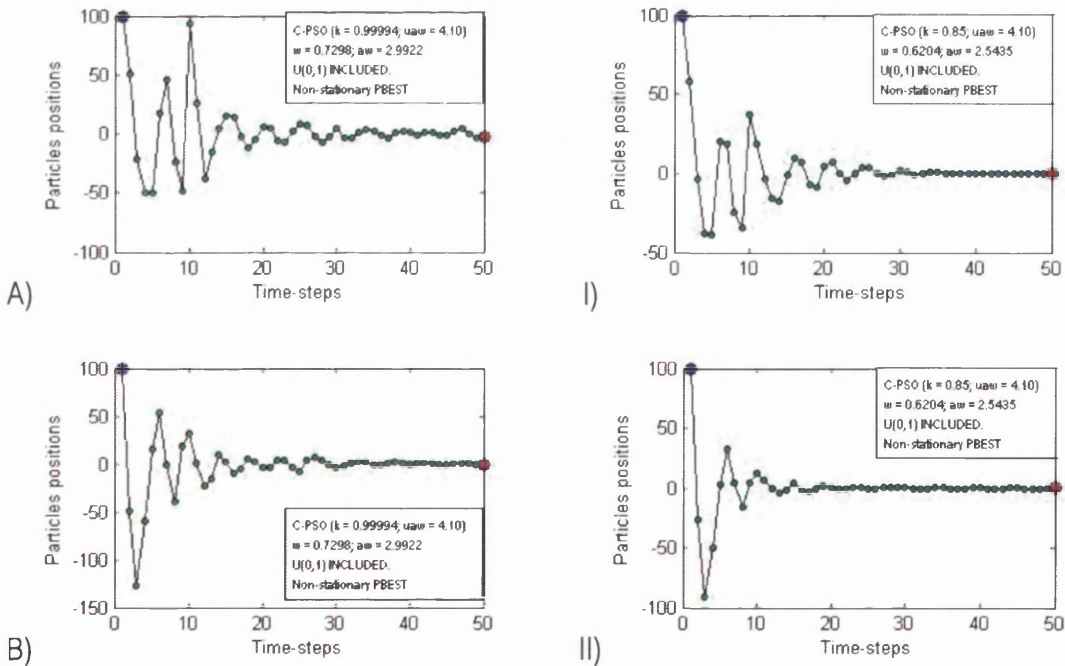 100
50
0
-50
-100
Particles positions
C-PSO (k = 0.99994; uaw = 4.10)
w = 0.7298; aw = 2.9922
U(0,1) INCLUDED.
Non-stationary PBEST
0 10 20 30 40 50
Time-steps
A)
100
50
0
-50
Particles positions
C-PSO (k = 0.85; uaw = 4.10)
w = 0.6204; aw = 2.5435
U(0,1) INCLUDED.
Non-stationary PBEST
0 10 20 30 40 50
Time-steps
I)
100
50
0
-50
-100
-150
Particles positions
C-PSO (k = 0.99994; uaw = 4.10)
w = 0.7298; aw = 2.9922
U(0,1) INCLUDED.
Non-stationary PBEST
0 10 20 30 40 50
Time-steps
B)
100
50
0
-50
-100
Particles positions
C-PSO (k = 0.85; uaw = 4.10)
w = 0.6204; aw = 2.5435
U(0,1) INCLUDED.
Non-stationary PBEST
0 10 20 30 40 50
Time-steps
II)